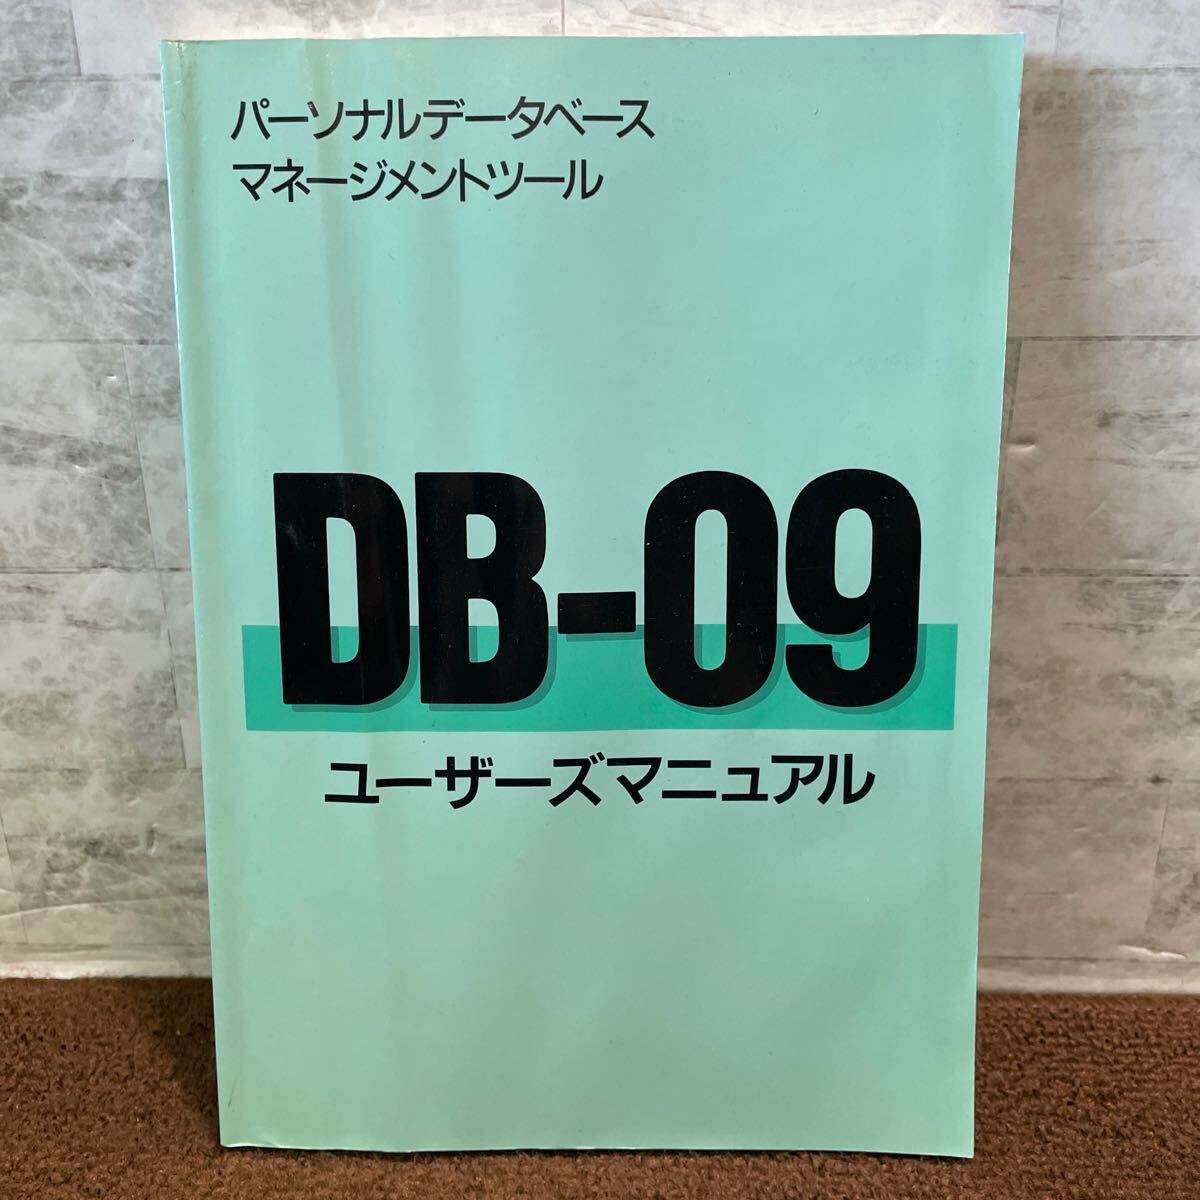 パーソナルデータベース
マネージメントツール
DB-09
ユーザーズマニュアル